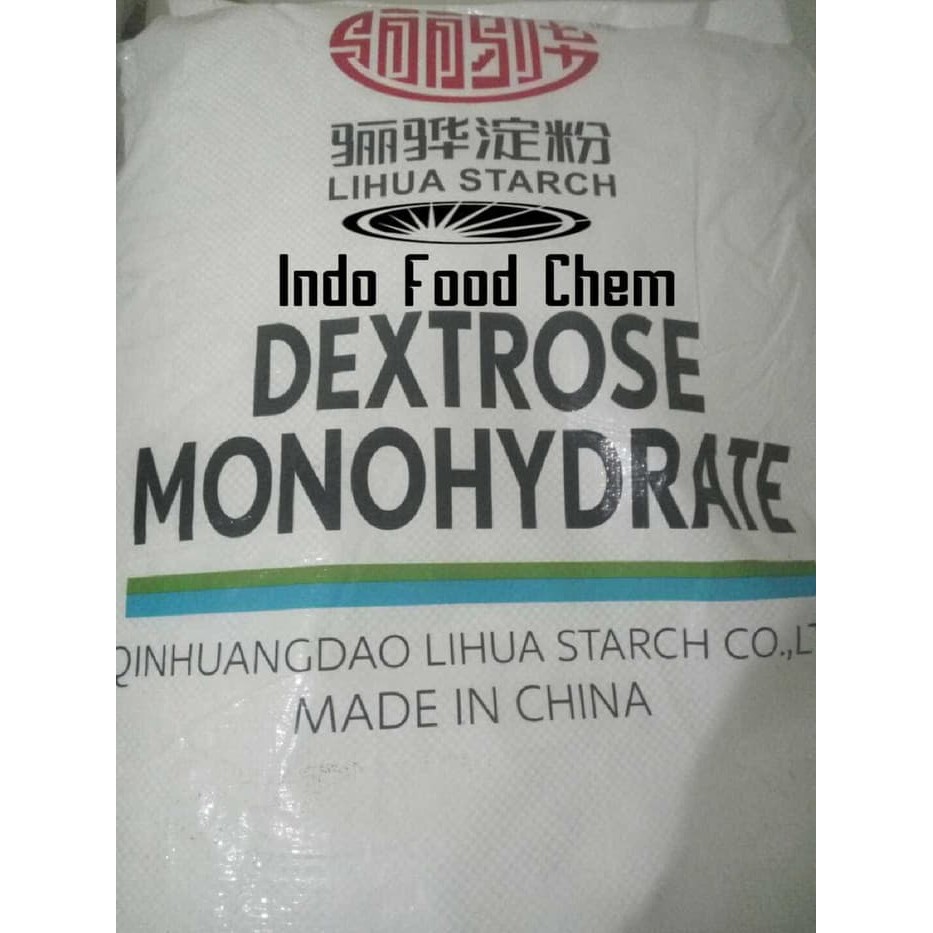 骊骅淀粉
LIHUA STARCH
Indo Food Chem
DEXTROSE
MONOHYDRATE
QINHUANGDAO LIHUA STARCH CO.,LT
MADE IN CHINA